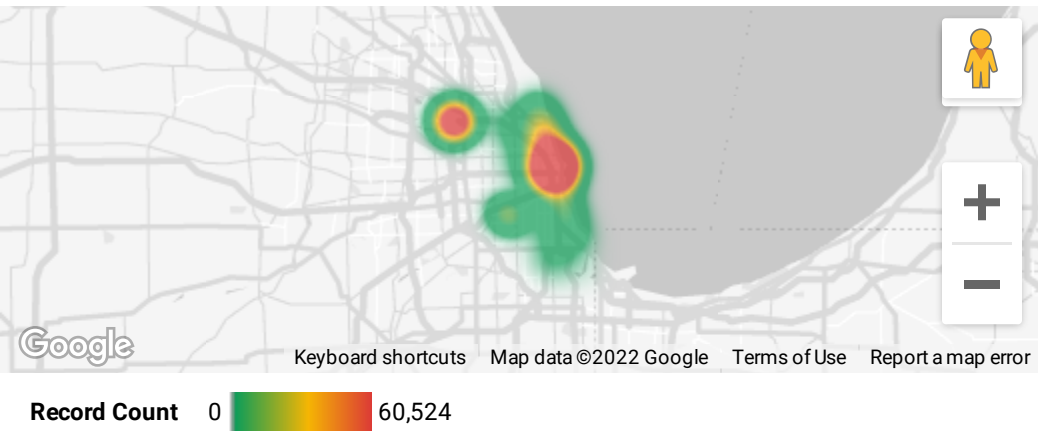 Google
Keyboard shortcuts Map data ©2022 Google Terms of Use Report a map error
Record Count 0 60,524